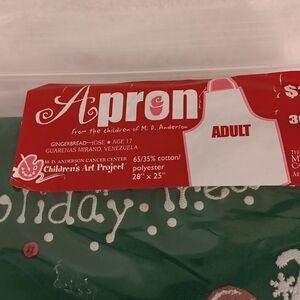 Apron
from the children of M. D. Anderson
GINGERBREAD—JOSE ★ AGE 17
GUARENAS MIRAND, VENEZUELA
M. D. ANDERSON CANCER CENTER
Children's Art Project
65/35% cotton/
polyester
28" x 25"
ADULT
$
oliday